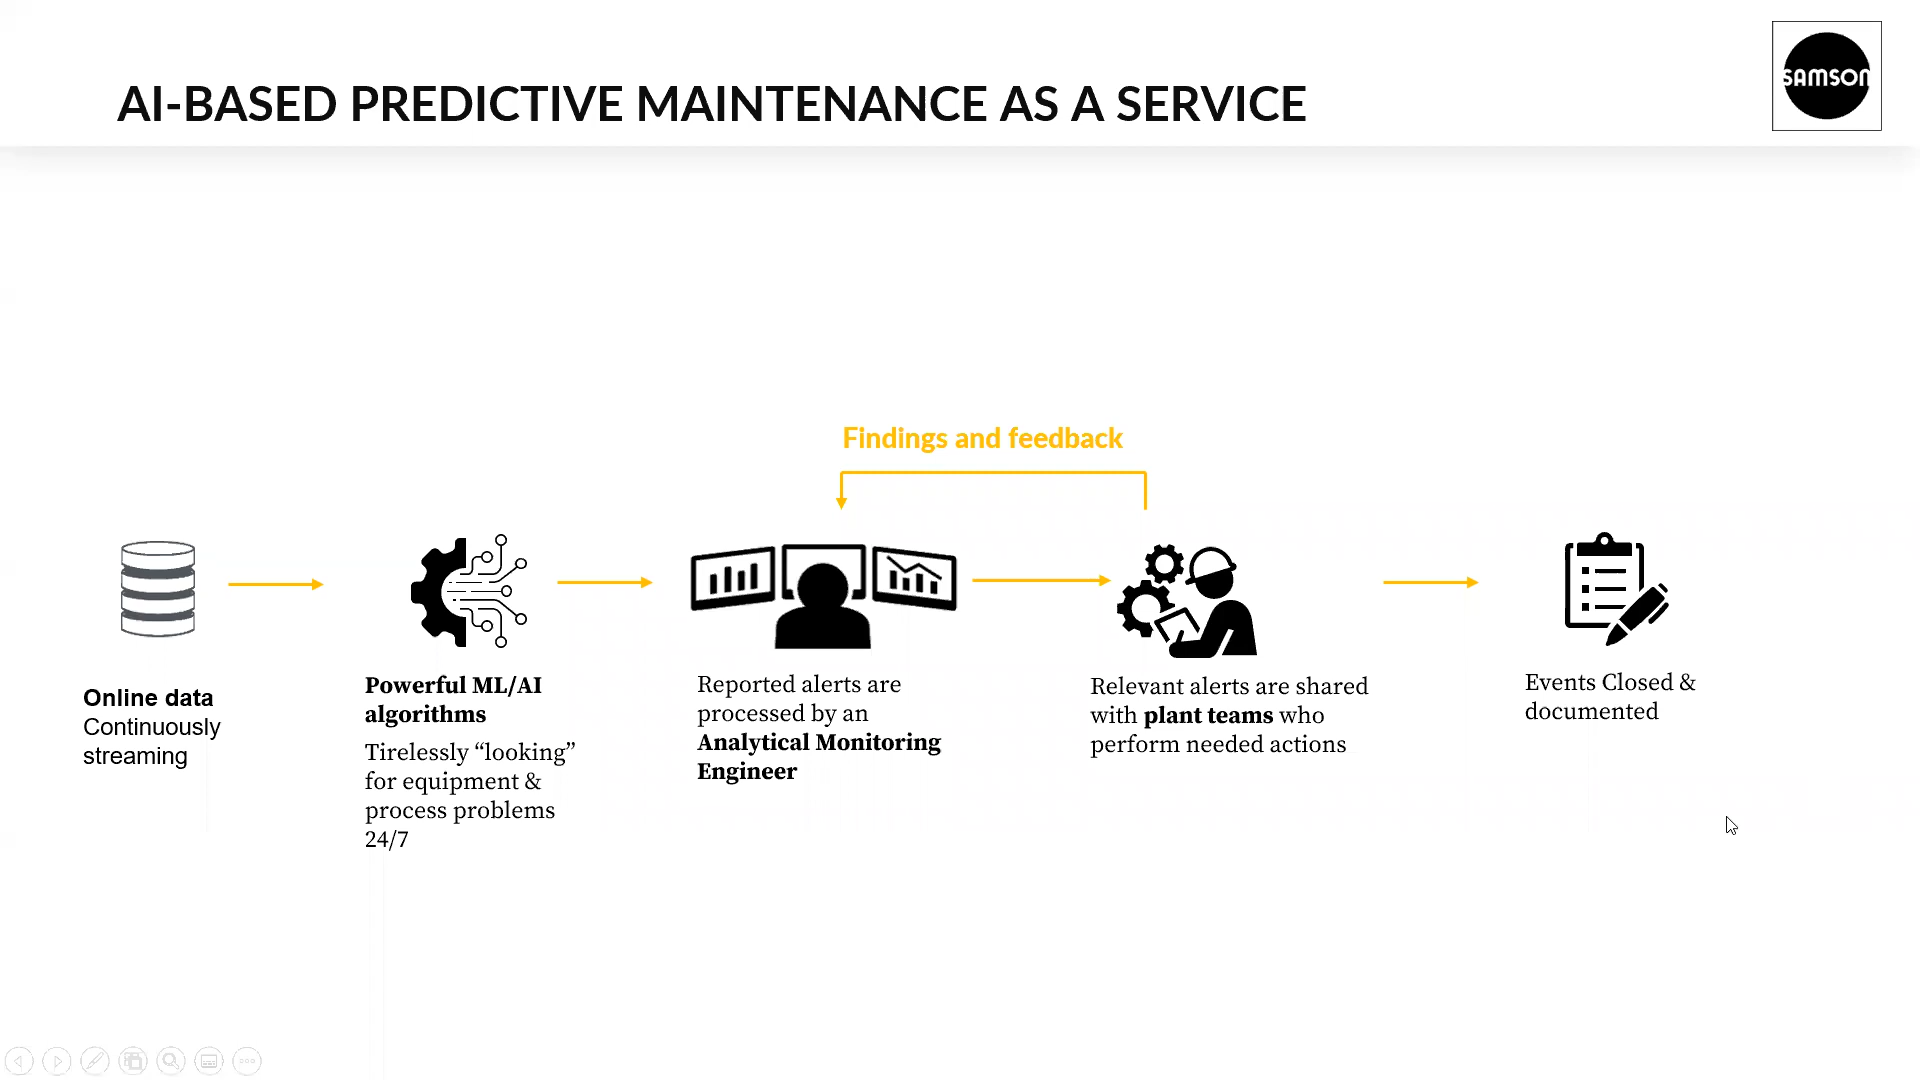 AI-BASED PREDICTIVE MAINTENANCE AS A SERVICE
SAMSON
Findings and feedback
Online data
Continuously
streaming
Powerful ML/AI
algorithms
Tirelessly “looking”
for equipment &
process problems
24/7
Reported alerts are
processed by an
Analytical Monitoring
Engineer
Relevant alerts are shared
with plant teams who
perform needed actions
Events Closed &
documented